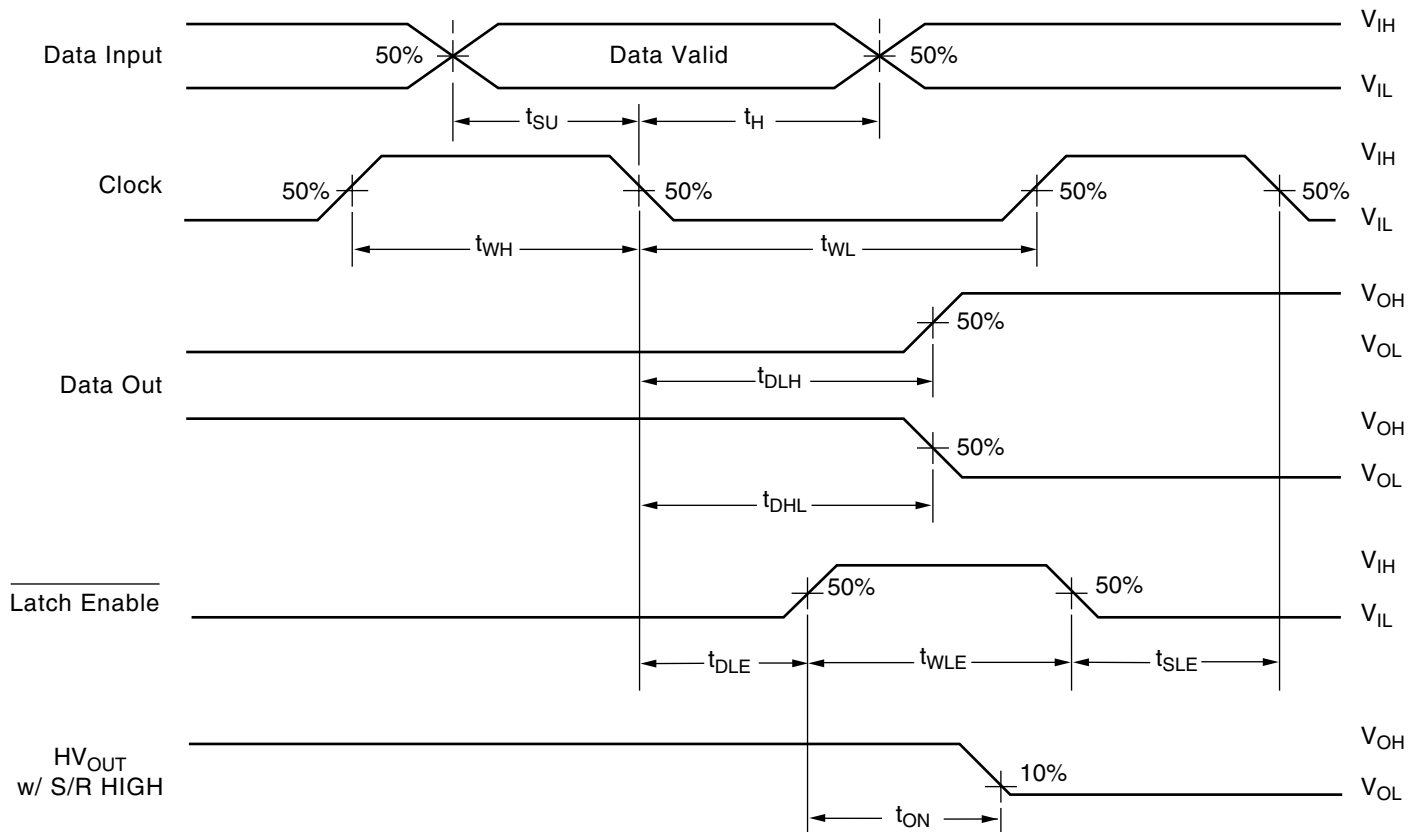 V_IH
Data Input 50% Data Valid 50%
V_IL
t_SU t_H
V_IH
Clock 50% 50% 50% 50%
V_IL
t_WH t_WL
V_OH
50%
V_OL
t_DLH
Data Out
V_OH
50%
V_OL
t_DHL
V_IH
Latch Enable 50% 50%
V_IL
t_DLE t_WLE t_SLE
V_OH
HV_OUT
w/ S/R HIGH 10%
V_OL
t_ON